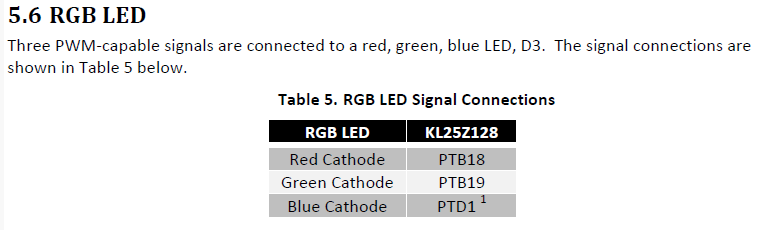 5.6 RGB LED
Three PWM-capable signals are connected to a red, green, blue LED, D3.  The signal connections are
shown in Table 5 below.
Table 5. RGB LED Signal Connections
RGB LED KL25Z128
Red Cathode PTB18
Green Cathode PTB19
Blue Cathode PTD1 1